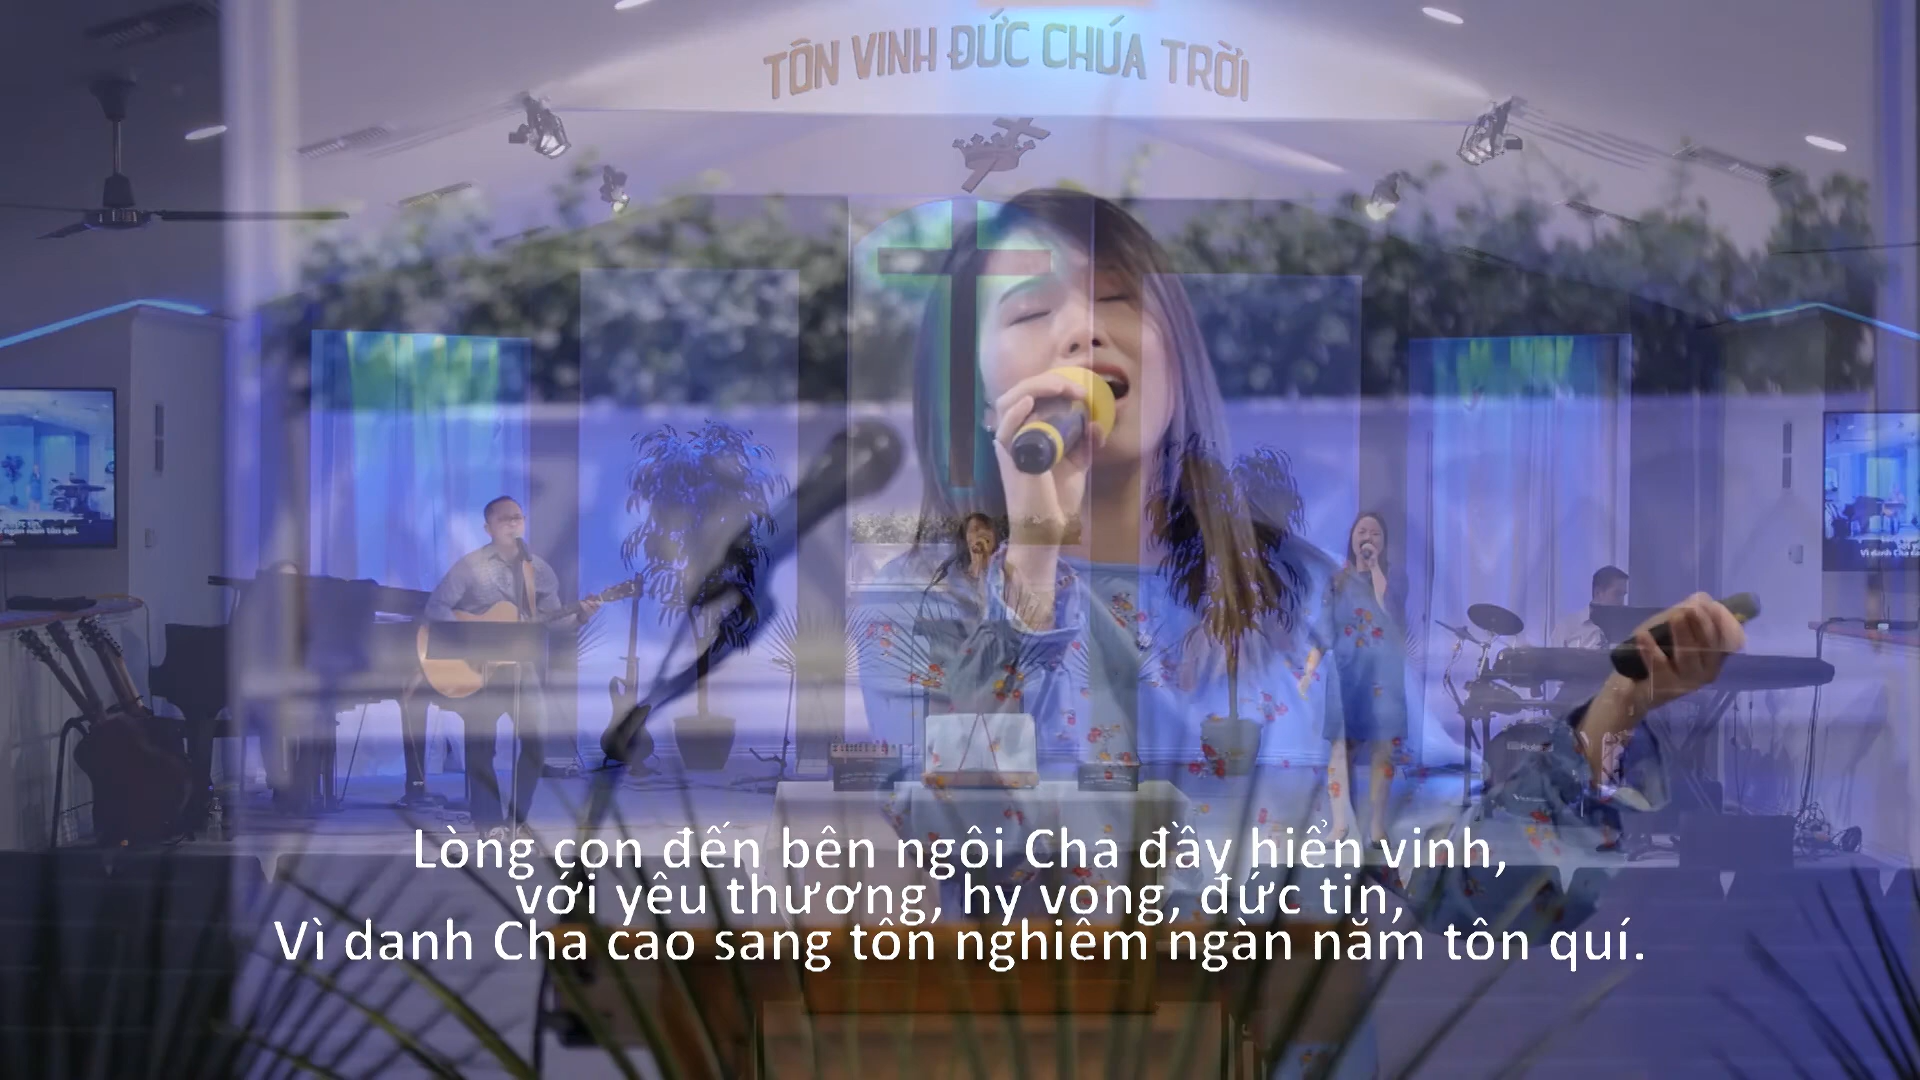 TÔN VINH ĐỨC CHÚA TRỜI
Lòng con đến bên ngôi Cha đầy hiển vinh,
với yêu thương, hy vọng, đức tin,
Vì danh Cha cao sang tôn nghiêm ngàn năm tôn quí.